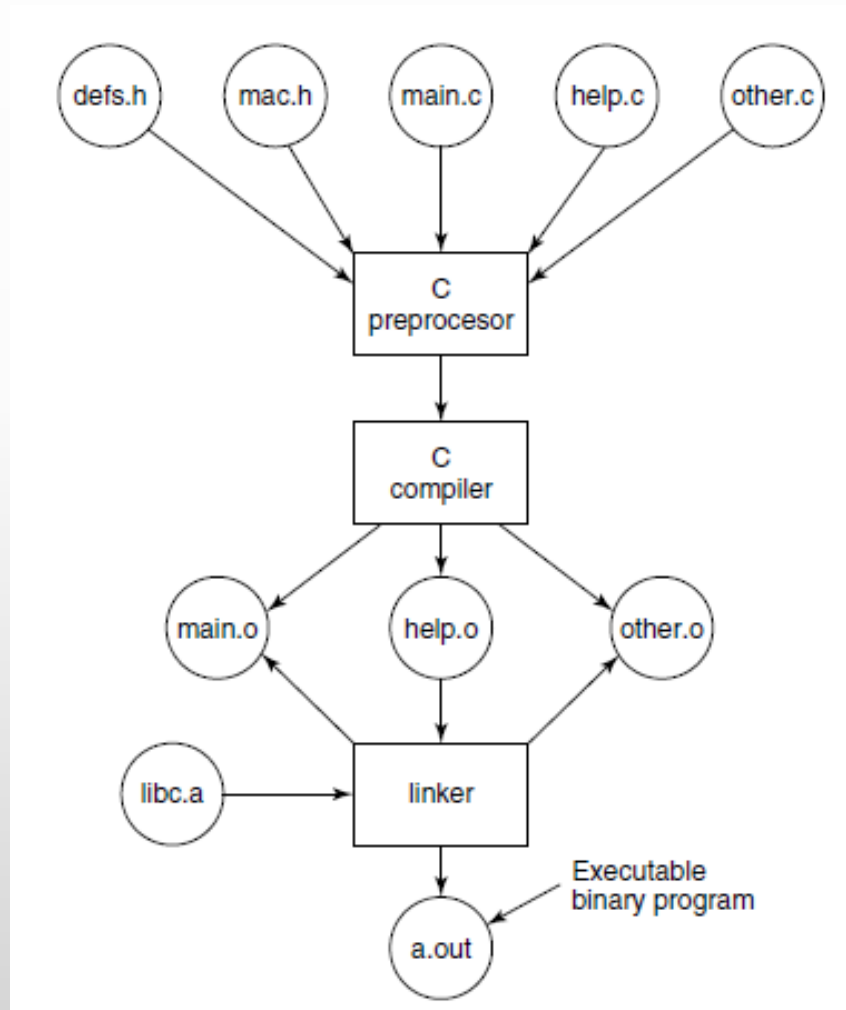 defs.h
mac.h
main.c
help.c
other.c
C
preprocesor
C
compiler
main.o
help.o
other.o
libc.a
linker
Executable
binary program
a.out